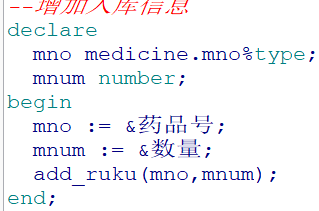 --增加入库信息
declare
mno medicine.mno%type;
mnum number;
begin
mno := &药品号;
mnum := &数量;
add_ruku(mno,mnum);
end;